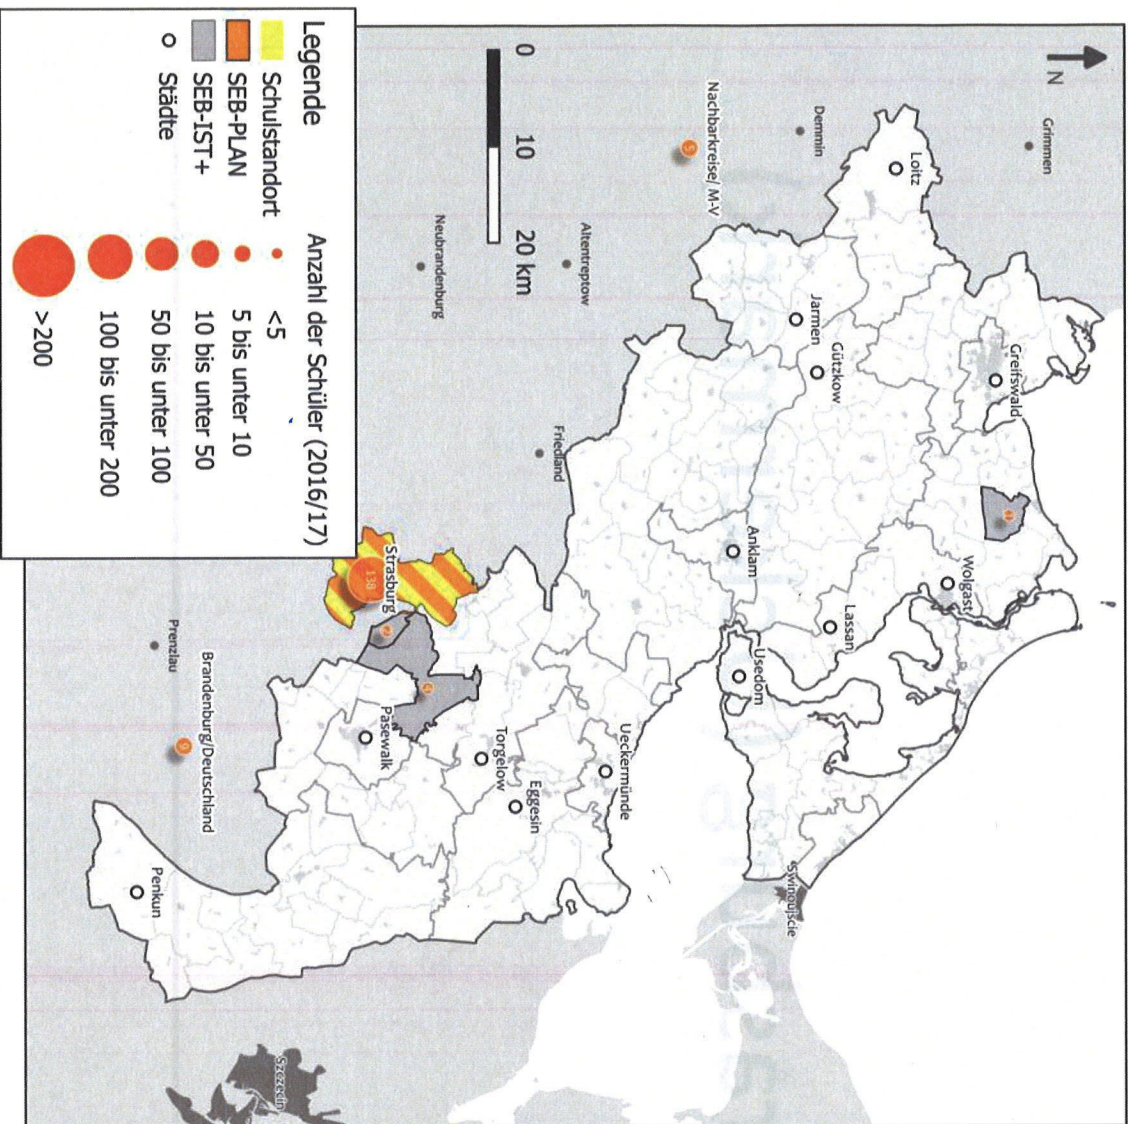 N
Grimmen
Demmin
Loitz
Nachbarkreise/ M-V
5
Greifswald
Jarmen
Gützkow
Altentreptow
Neubrandenburg
Friedland
Wolgast
Anklam
Lassan
Usedom
Strasburg
138
Ueckermünde
Torgelow
Eggesin
Pasewalk
Prenzlau
Brandenburg/Deutschland
9
Penkun
Swinoujscie
Szczecin
0 10 20 km
Legende
Schulstandort
SEB-PLAN
SEB-IST+
Städte
Anzahl der Schüler (2016/17)
<5
5 bis unter 10
10 bis unter 50
50 bis unter 100
100 bis unter 200
>200